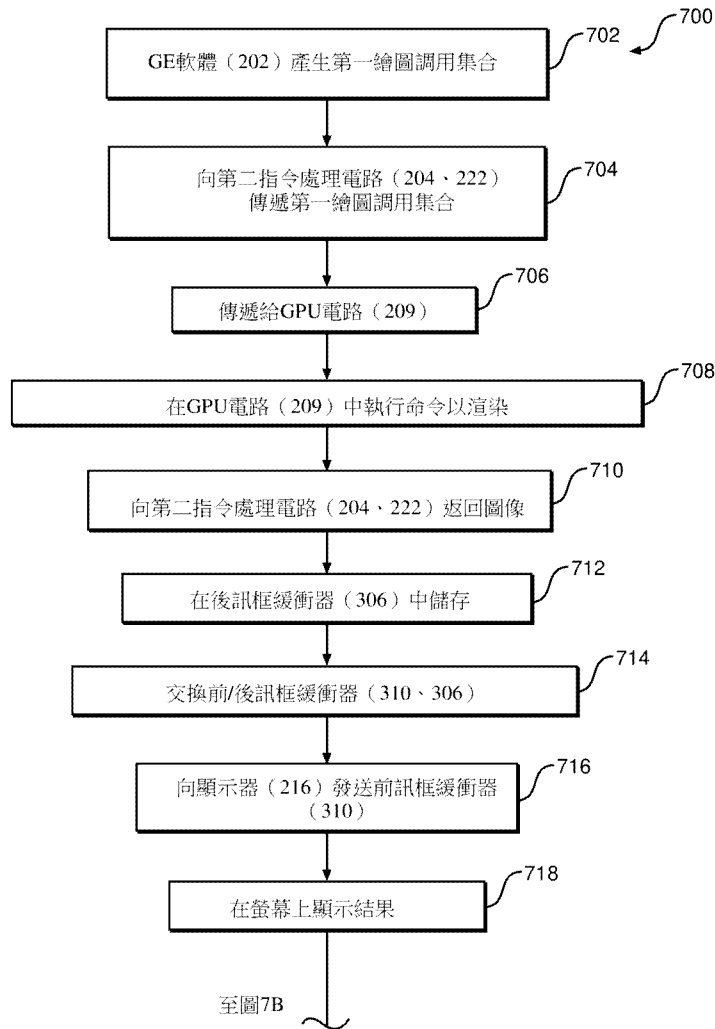 700
702
GE軟體（202）產生第一繪圖調用集合
704
向第二指令處理電路（204、222）
傳遞第一繪圖調用集合
706
傳遞給GPU電路（209）
708
在GPU電路（209）中執行命令以渲染
710
向第二指令處理電路（204、222）返回圖像
712
在後訊框緩衝器（306）中儲存
714
交換前/後訊框緩衝器（310、306）
716
向顯示器（216）發送前訊框緩衝器
（310）
718
在螢幕上顯示結果
至圖7B